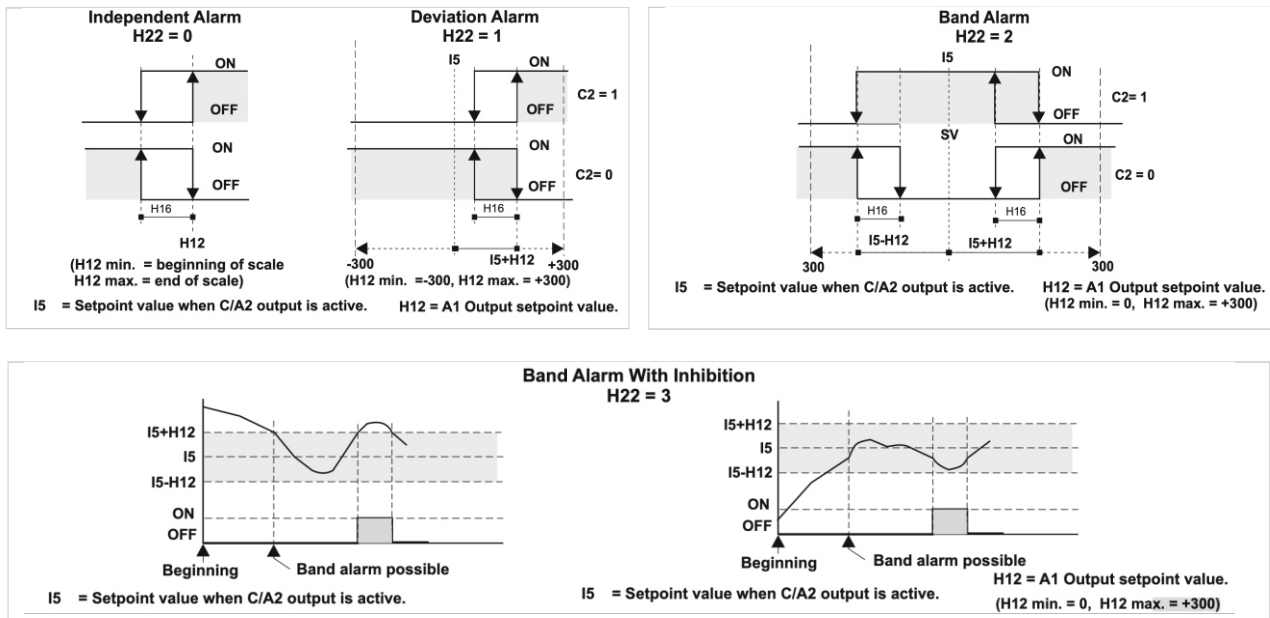 Independent Alarm
H22 = 0
ON
OFF
ON
OFF
H16
H12
(H12 min. = beginning of scale
H12 max. = end of scale)
Deviation Alarm
H22 = 1
I5
ON
OFF
C2 = 1
ON
OFF
C2= 0
H16
I5+H12
-300
+300
(H12 min. =-300, H12 max. = +300)
I5 = Setpoint value when C/A2 output is active.
H12 = A1 Output setpoint value.
Band Alarm
H22 = 2
I5
ON
C2= 1
OFF
SV
ON
C2 = 0
OFF
H16
H16
I5-H12
I5+H12
300
300
I5 = Setpoint value when C/A2 output is active.
H12 = A1 Output setpoint value.
(H12 min. = 0, H12 max. = +300)
Band Alarm With Inhibition
H22 = 3
I5+H12
I5
I5-H12
ON
OFF
Beginning
Band alarm possible
I5 = Setpoint value when C/A2 output is active.
I5+H12
I5
I5-H12
ON
OFF
Beginning
Band alarm possible
I5 = Setpoint value when C/A2 output is active.
H12 = A1 Output setpoint value.
(H12 min. = 0, H12 max. = +300)